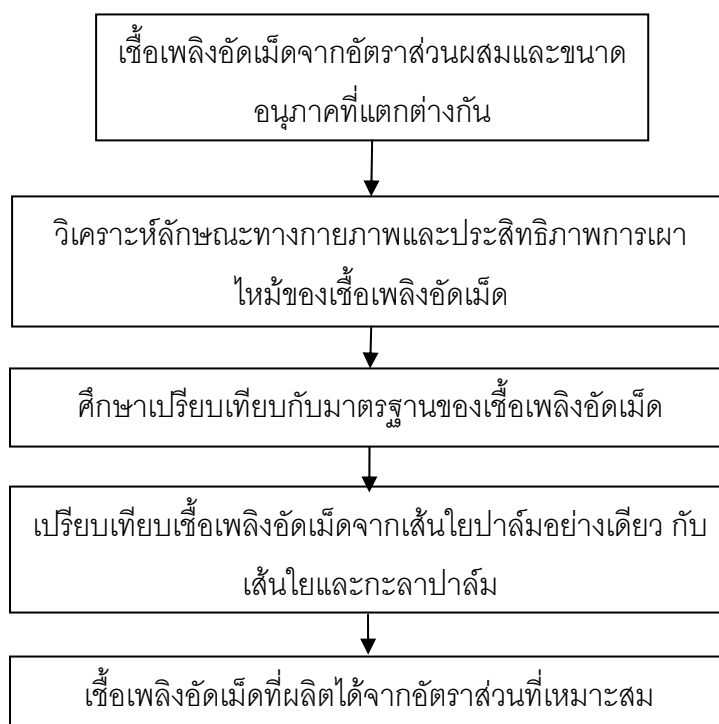 เชื้อเพลิงอัดเม็ดจากอัตราส่วนผสมและขนาด
อนุภาคที่แตกต่างกัน
วิเคราะห์ลักษณะทางกายภาพและประสิทธิภาพการเผา
ไหม้ของเชื้อเพลิงอัดเม็ด
ศึกษาเปรียบเทียบกับมาตรฐานของเชื้อเพลิงอัดเม็ด
เปรียบเทียบเชื้อเพลิงอัดเม็ดจากเส้นใยปาล์มอย่างเดียว กับ
เส้นใยและกะลาปาล์ม
เชื้อเพลิงอัดเม็ดที่ผลิตได้จากอัตราส่วนที่เหมาะสม